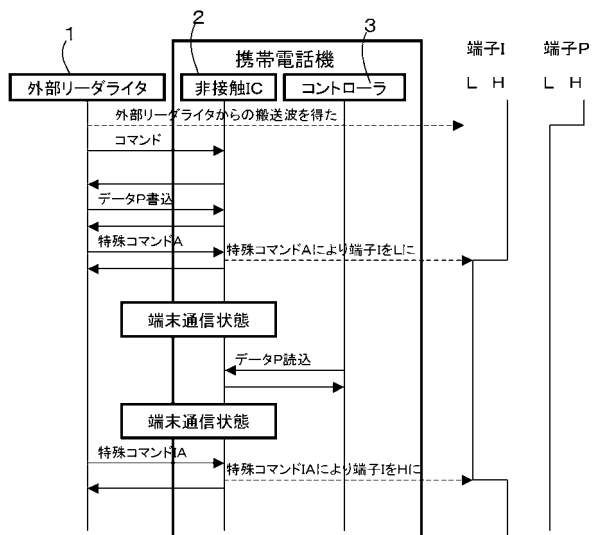 1
2
3
携帯電話機
端子I
端子P
外部リーダライタ
非接触IC
コントローラ
L H
L H
外部リーダライタからの搬送波を得た
コマンド
データP書込
特殊コマンドA
特殊コマンドAにより端子IをLに
端末通信状態
データP読込
端末通信状態
特殊コマンドIA
特殊コマンドIAにより端子IをHに